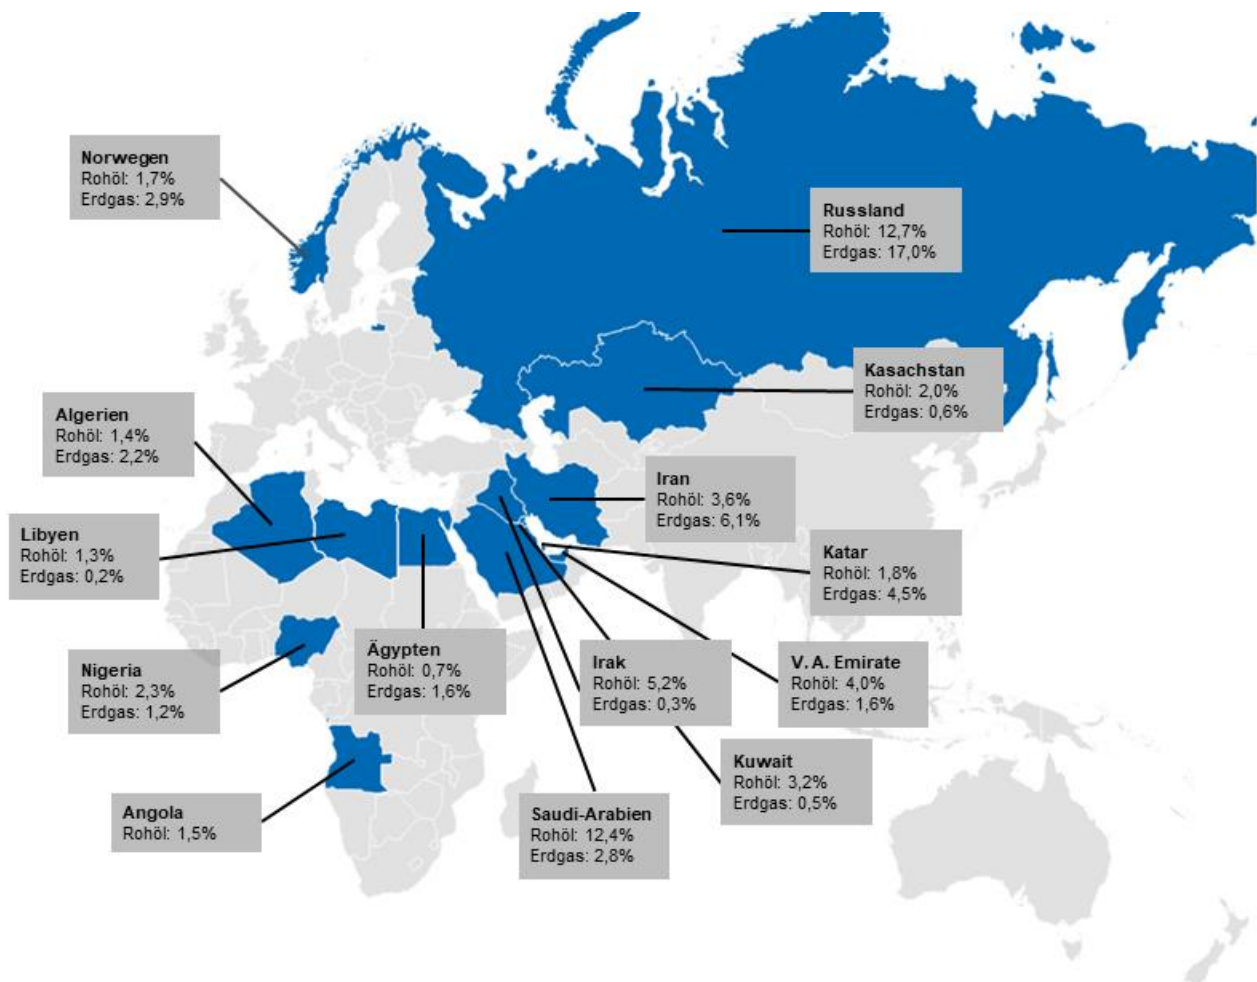 Norwegen
Rohöl: 1,7%
Erdgas: 2,9%
Russland
Rohöl: 12,7%
Erdgas: 17,0%
Kasachstan
Rohöl: 2,0%
Erdgas: 0,6%
Algerien
Rohöl: 1,4%
Erdgas: 2,2%
Iran
Rohöl: 3,6%
Erdgas: 6,1%
Libyen
Rohöl: 1,3%
Erdgas: 0,2%
Katar
Rohöl: 1,8%
Erdgas: 4,5%
Nigeria
Rohöl: 2,3%
Erdgas: 1,2%
Ägypten
Rohöl: 0,7%
Erdgas: 1,6%
Irak
Rohöl: 5,2%
Erdgas: 0,3%
V. A. Emirate
Rohöl: 4,0%
Erdgas: 1,6%
Kuwait
Rohöl: 3,2%
Erdgas: 0,5%
Angola
Rohöl: 1,5%
Saudi-Arabien
Rohöl: 12,4%
Erdgas: 2,8%